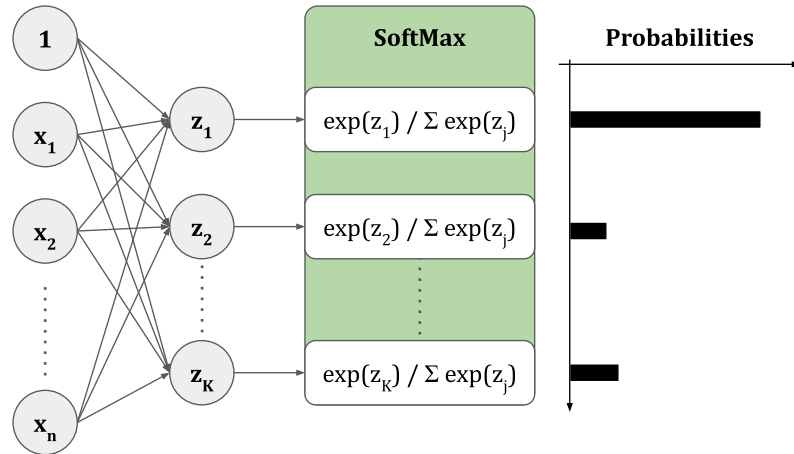 1
x1
x2
xn
z1
z2
zK
SoftMax
exp(z1) / Σ exp(zj)
exp(z2) / Σ exp(zj)
exp(zK) / Σ exp(zj)
Probabilities